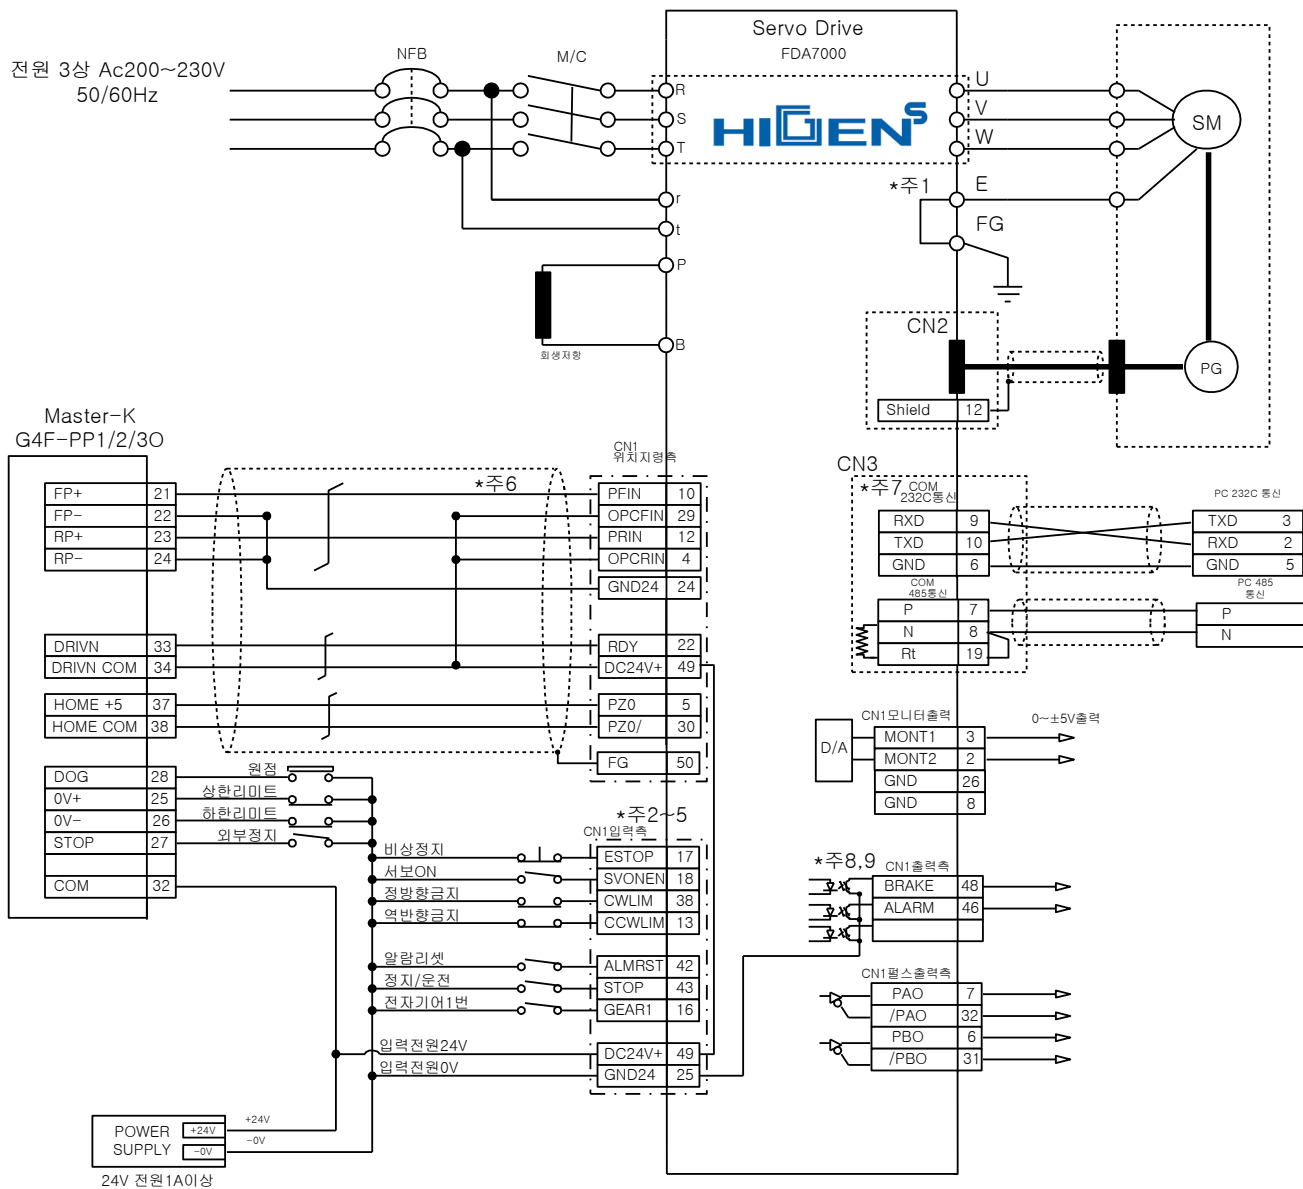 Servo Drive
FDA7000
전원 3상 Ac200~230V
50/60Hz
NFB
M/C
R
S
T
HIGEN S
U
V
W
SM
*주1
E
FG
r
t
P
B
회생저항
CN2
Shield 12
PG
Master-K
G4F-PP1/2/3O
FP+ 21
FP- 22
RP+ 23
RP- 24
DRIVN 33
DRIVN COM 34
HOME +5 37
HOME COM 38
DOG 28
0V+ 25
0V- 26
STOP 27
COM 32
*주6
CN1
위치지령측
PFIN 10
OPCFIN 29
PRIN 12
OPCRIN 4
GND24 24
RDY 22
DC24V+ 49
PZ0 5
PZ0/ 30
FG 50
원점
상한리미트
하한리미트
외부정지
*주2~5
CN1입력측
비상정지
ESTOP 17
서보ON
SVONEN 18
정방향금지
CWLIM 38
역반향금지
CCWLIM 13
알람리셋
ALMRST 42
정지/운전
STOP 43
전자기어1번
GEAR1 16
입력전원24V
DC24V+ 49
입력전원0V
GND24 25
POWER
SUPPLY
+24V
-0V
+24V
-0V
24V 전원1A이상
CN3
*주7
COM
232C통신
RXD 9
TXD 10
GND 6
PC 232C 통신
TXD 3
RXD 2
GND 5
COM
485통신
P 7
N 8
Rt 19
PC 485
통신
P
N
CN1모니터출력
0~±5V출력
D/A
MONT1 3
MONT2 2
GND 26
GND 8
*주8,9
CN1출력측
BRAKE 48
ALARM 46
CN1펄스출력측
PAO 7
/PAO 32
PBO 6
/PBO 31